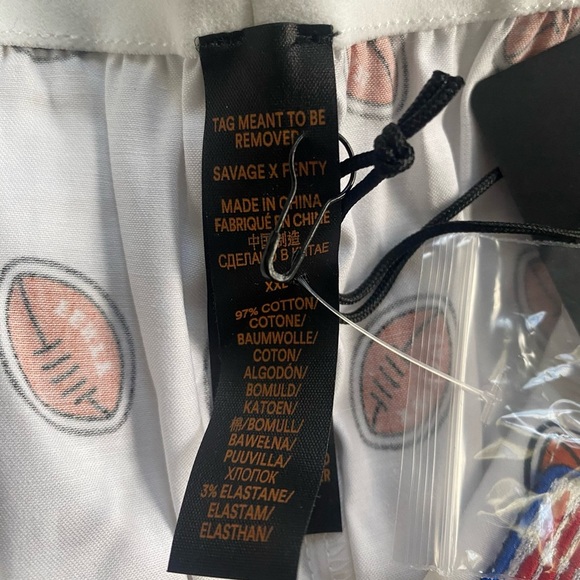 TAG MEANT TO BE
REMOVED
SAVAGE X FENTY
MADE IN CHINA
FABRIQUÉ EN CHINE
中国制造
СДЕЛАНО В КИТАЕ
XXL
97% COTTON/
COTONE/
BAUMWOLLE/
COTON/
ALGODÓN/
BOMULD/
KATOEN/
棉/BOMULL/
BAWEŁNA/
PUUVILLA/
ХЛОПОК
3% ELASTANE/
ELASTAM/
ELASTHAN/